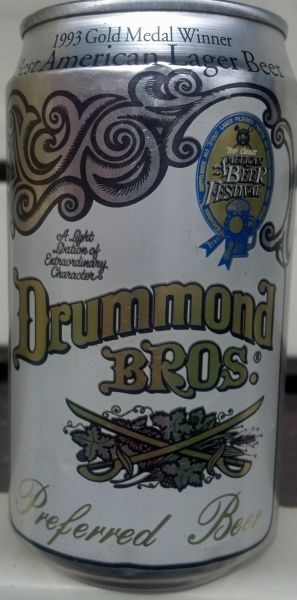 1993 Gold Medal Winner
Best American Lager Beer
The Great
American
Beer
Festival
A Light
Libation of
Extraordinary
Character
Drummond
BROS.®
Preferred Beer